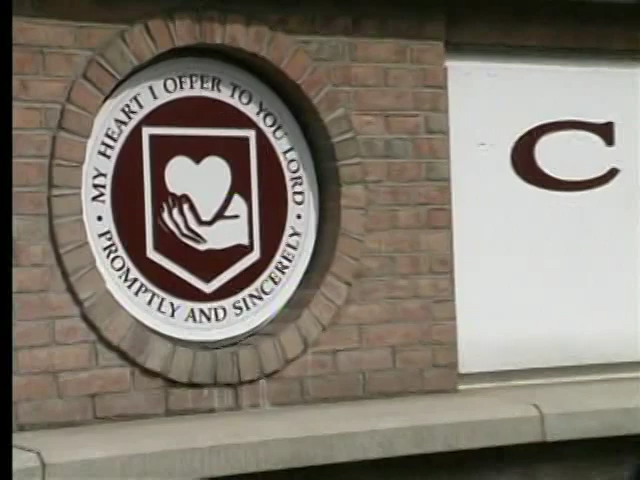 MY HEART I OFFER TO YOU LORD
• PROMPTLY AND SINCERELY •
C